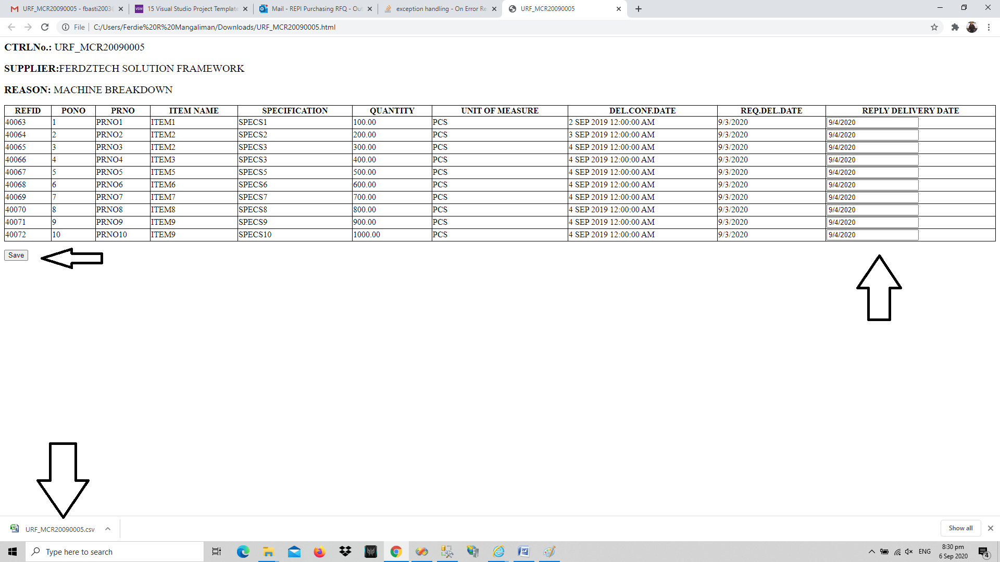 URF_MCR20090005 - fbasti2003
15 Visual Studio Project Template
Mail - REPI Purchasing RFQ - Out
exception handling - On Error Re
URF_MCR20090005
File
C:/Users/Ferdie%20R%20Mangaliman/Downloads/URF_MCR20090005.html
CTRLNo.: URF_MCR20090005
SUPPLIER:FERDZTECH SOLUTION FRAMEWORK
REASON: MACHINE BREAKDOWN
REFID PONO PRNO ITEM NAME SPECIFICATION QUANTITY UNIT OF MEASURE DEL.CONF.DATE REQ.DEL.DATE REPLY DELIVERY DATE
40063 1 PRNO1 ITEM1 SPECS1 100.00 PCS 2 SEP 2019 12:00:00 AM 9/3/2020 9/4/2020
40064 2 PRNO2 ITEM2 SPECS2 200.00 PCS 3 SEP 2019 12:00:00 AM 9/3/2020 9/4/2020
40065 3 PRNO3 ITEM2 SPECS3 300.00 PCS 4 SEP 2019 12:00:00 AM 9/3/2020 9/4/2020
40066 4 PRNO4 ITEM3 SPECS3 400.00 PCS 4 SEP 2019 12:00:00 AM 9/3/2020 9/4/2020
40067 5 PRNO5 ITEM5 SPECS5 500.00 PCS 4 SEP 2019 12:00:00 AM 9/3/2020 9/4/2020
40068 6 PRNO6 ITEM6 SPECS6 600.00 PCS 4 SEP 2019 12:00:00 AM 9/3/2020 9/4/2020
40069 7 PRNO7 ITEM7 SPECS7 700.00 PCS 4 SEP 2019 12:00:00 AM 9/3/2020 9/4/2020
40070 8 PRNO8 ITEM8 SPECS8 800.00 PCS 4 SEP 2019 12:00:00 AM 9/3/2020 9/4/2020
40071 9 PRNO9 ITEM9 SPECS9 900.00 PCS 4 SEP 2019 12:00:00 AM 9/3/2020 9/4/2020
40072 10 PRNO10 ITEM9 SPECS10 1000.00 PCS 4 SEP 2019 12:00:00 AM 9/3/2020 9/4/2020
Save
URF_MCR20090005.csv
Show all
Type here to search
ENG
8:30 pm
6 Sep 2020
4